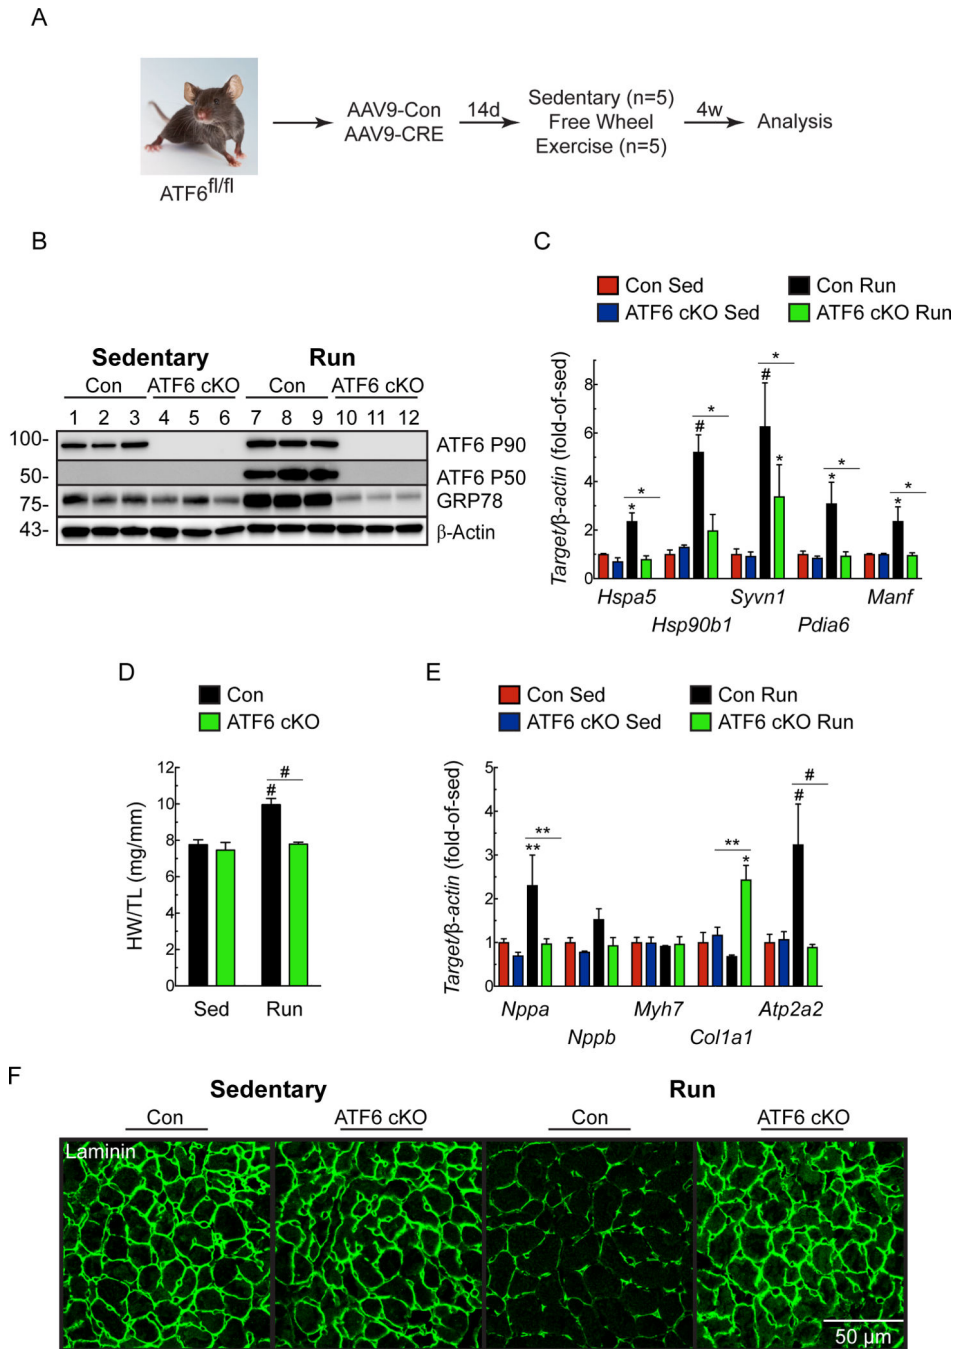 A
ATF6fl/fl
AAV9-Con
AAV9-CRE
14d
Sedentary (n=5)
Free Wheel
Exercise (n=5)
4w
Analysis
B
Sedentary Run
Con ATF6 cKO Con ATF6 cKO
1 2 3 4 5 6 7 8 9 10 11 12
100- ATF6 P90
50- ATF6 P50
75- GRP78
43- β-Actin
C
Con Sed Con Run
ATF6 cKO Sed ATF6 cKO Run
Target/β-actin (fold-of-sed)
8
6
4
2
0
* * # * # * * * * * *
Hspa5 Syvn1 Manf
Hsp90b1 Pdia6
D
Con
ATF6 cKO
HW/TL (mg/mm)
12
10
8
6
4
2
0
# #
Sed Run
E
Con Sed Con Run
ATF6 cKO Sed ATF6 cKO Run
Target/β-actin (fold-of-sed)
5
4
3
2
1
0
** ** ** * # #
Nppa Myh7 Atp2a2
Nppb Col1a1
F
Sedentary Run
Con ATF6 cKO Con ATF6 cKO
Laminin
50 µm